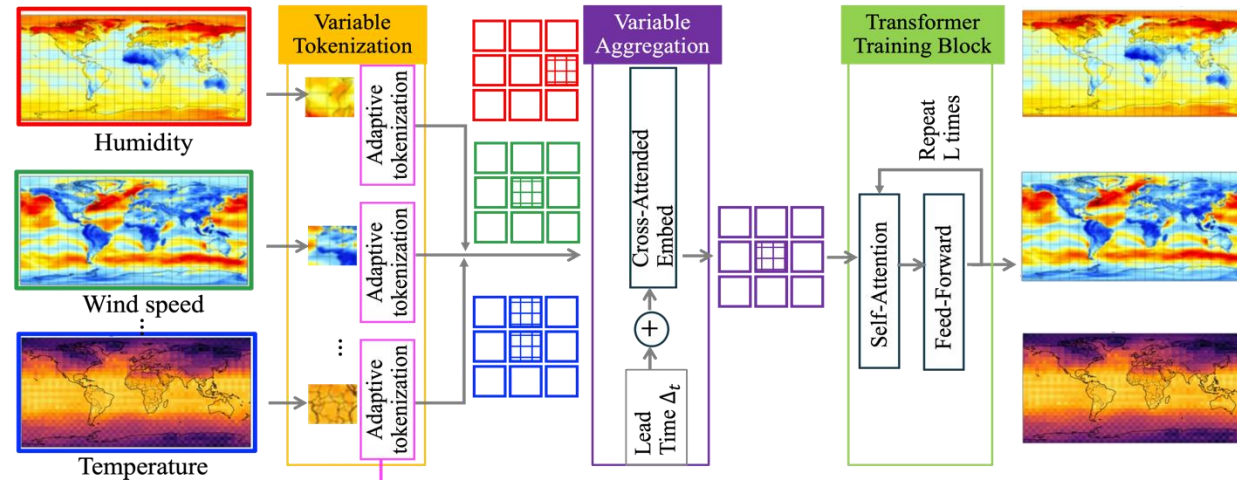 Variable
Tokenization
Variable
Aggregation
Transformer
Training Block
Humidity
Wind speed
...
Temperature
Adaptive
tokenization
Adaptive
tokenization
...
Adaptive
tokenization
Cross-Attended
Embed
+
Lead
Time Δt
Repeat
L times
Self-Attention
Feed-Forward